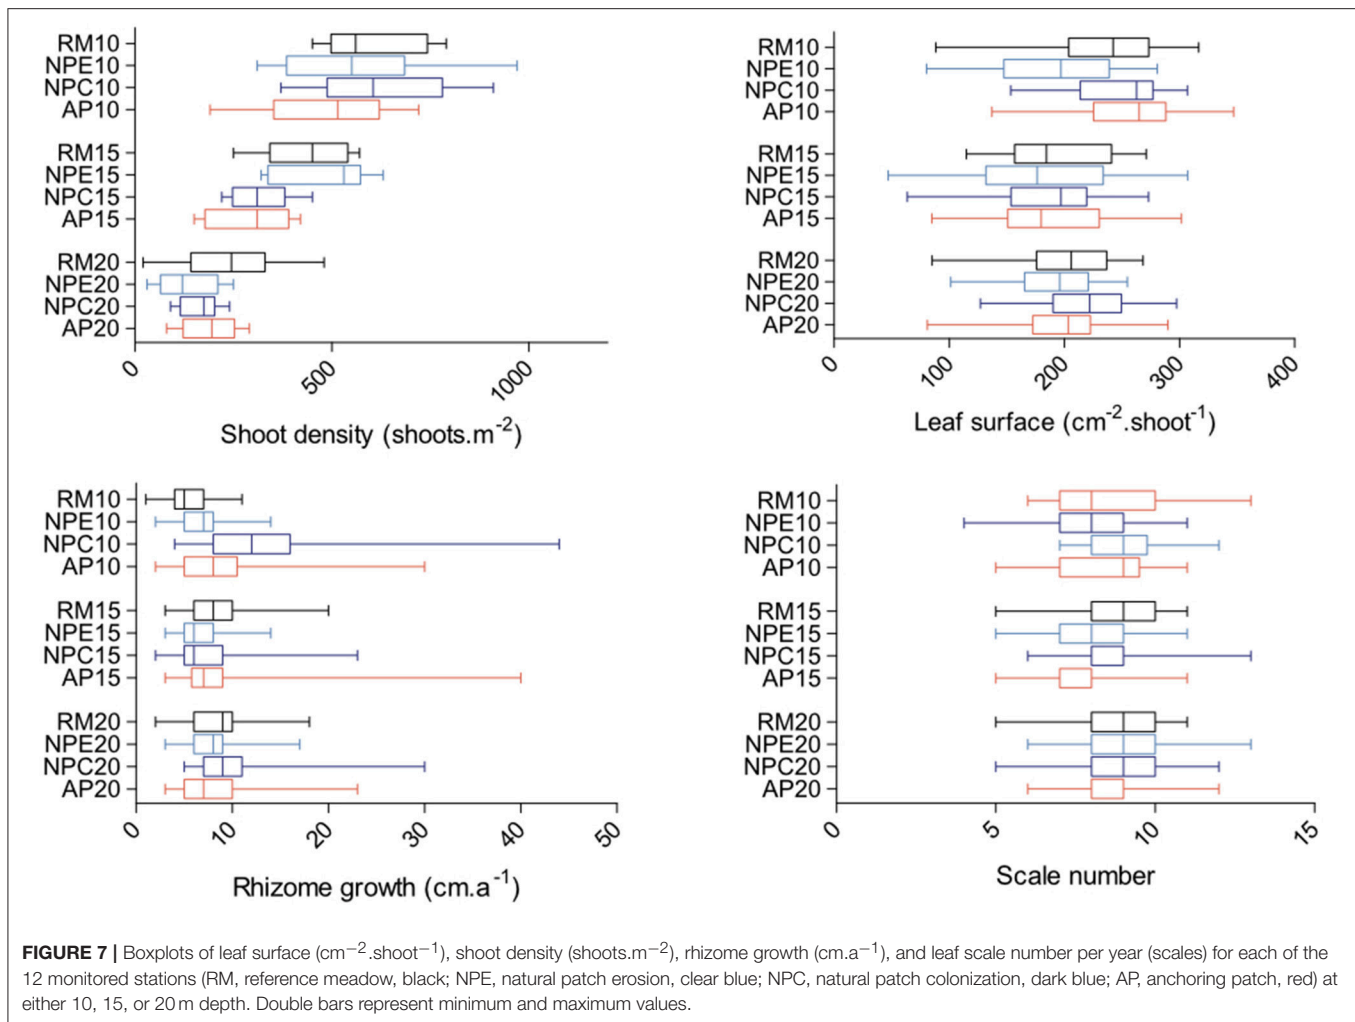 RM10
NPE10
NPC10
AP10
RM15
NPE15
NPC15
AP15
RM20
NPE20
NPC20
AP20
0 500 1000
Shoot density (shoots.m-2)
RM10
NPE10
NPC10
AP10
RM15
NPE15
NPC15
AP15
RM20
NPE20
NPC20
AP20
0 100 200 300 400
Leaf surface (cm-2.shoot-1)
RM10
NPE10
NPC10
AP10
RM15
NPE15
NPC15
AP15
RM20
NPE20
NPC20
AP20
0 10 20 30 40 50
Rhizome growth (cm.a-1)
RM10
NPE10
NPC10
AP10
RM15
NPE15
NPC15
AP15
RM20
NPE20
NPC20
AP20
0 5 10 15
Scale number
FIGURE 7 | Boxplots of leaf surface (cm−2.shoot−1), shoot density (shoots.m−2), rhizome growth (cm.a−1), and leaf scale number per year (scales) for each of the
12 monitored stations (RM, reference meadow, black; NPE, natural patch erosion, clear blue; NPC, natural patch colonization, dark blue; AP, anchoring patch, red) at
either 10, 15, or 20 m depth. Double bars represent minimum and maximum values.